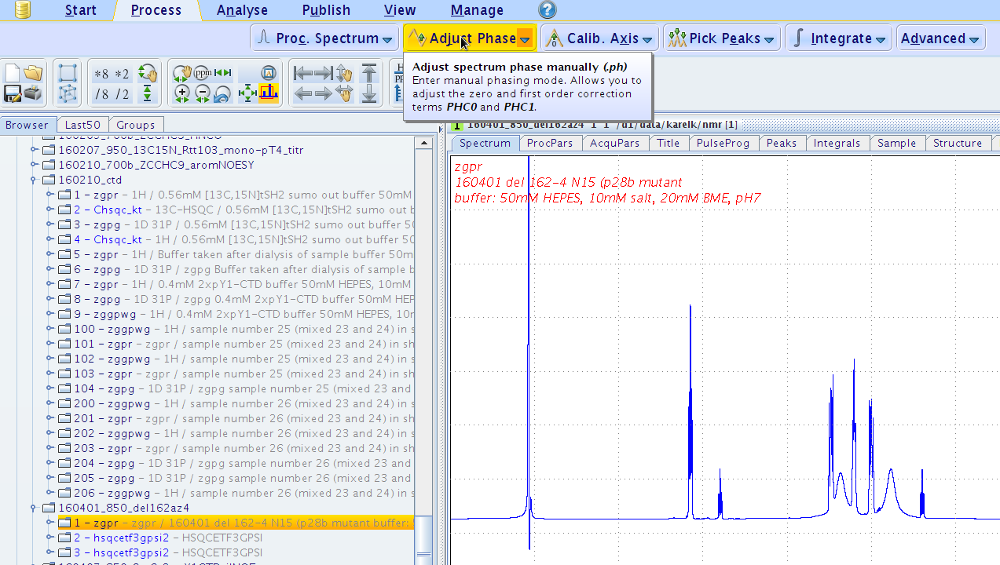 Start Process Analyse Publish View Manage ?
Proc. Spectrum Adjust Phase Calib. Axis Pick Peaks Integrate Advanced
Adjust spectrum phase manually (.ph)
Enter manual phasing mode. Allows you to
adjust the zero and first order correction
terms PHC0 and PHC1.
*8 *2 ppm
/8 /2
Browser Last50 Groups
160207_950_13C15N_Rtt103_mono-pT4_titr
160210_700b_ZCCHC9_aromNOESY
160210_ctd
1 - zgpr - 1H / 0.56mM [13C,15N]tSH2 sumo out buffer 50mM
2 - Chsqc_kt - 13C-HSQC / 0.56mM [13C,15N]tSH2 sumo out b
3 - zgpg - 1D 31P / 0.56mM [13C,15N]tSH2 sumo out buffer 50
4 - Chsqc_kt - 1H / 0.56mM [13C,15N]tSH2 sumo out buffer 50
5 - zgpr - 1H / Buffer taken after dialysis of sample buffer 50m
6 - zgpg - 1D 31P / zgpg Buffer taken after dialysis of sample b
7 - zgpr - 1H / 0.4mM 2xpY1-CTD buffer 50mM HEPES, 10mM
8 - zgpg - 1D 31P / zgpg 0.4mM 2xpY1-CTD buffer 50mM HEP
9 - zggpwg - 1H / 0.4mM 2xpY1-CTD buffer 50mM HEPES, 10m
100 - zggpwg - 1H / sample number 25 (mixed 23 and 24) in s
101 - zgpr - zgpr / sample number 25 (mixed 23 and 24) in sh
102 - zggpwg - 1H / sample number 25 (mixed 23 and 24) in s
103 - zgpr - zgpr / sample number 25 (mixed 23 and 24) in sh
104 - zgpg - 1D 31P / zgpg sample number 25 (mixed 23 and
200 - zggpwg - 1H / sample number 26 (mixed 23 and 24) in s
201 - zgpr - zgpr / sample number 26 (mixed 23 and 24) in sh
202 - zggpwg - 1H / sample number 26 (mixed 23 and 24) in s
203 - zgpr - zgpr / sample number 26 (mixed 23 and 24) in sh
204 - zgpg - 1D 31P / zgpg sample number 26 (mixed 23 and
205 - zgpg - 1D 31P / zgpg sample number 26 (mixed 23 and
206 - zggpwg - 1H / sample number 26 (mixed 23 and 24) in s
160401_850_del162az4
1 - zgpr - zgpr / 160401 del 162-4 N15 (p28b mutant buffer:
2 - hsqcetf3gpsi2 - HSQCETF3GPSI
3 - hsqcetf3gpsi2 - HSQCETF3GPSI
1 160401_850_del162az4 1 1 /d1/data/karelk/nmr [1]
Spectrum ProcPars AcquPars Title PulseProg Peaks Integrals Sample Structure
zgpr
160401 del 162-4 N15 (p28b mutant
buffer: 50mM HEPES, 10mM salt, 20mM BME, pH7